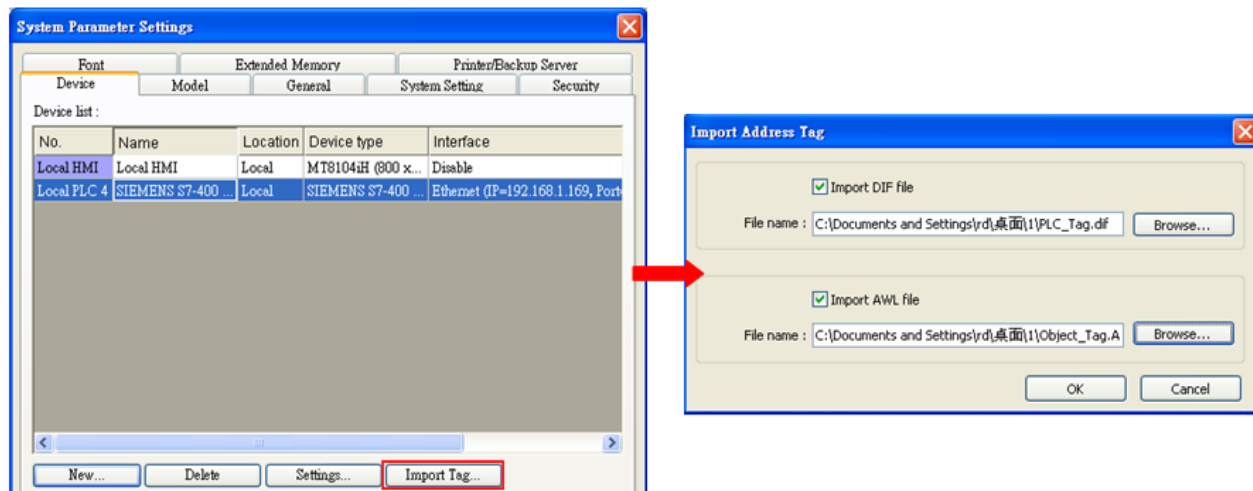 System Parameter Settings
Font Extended Memory Printer/Backup Server
Device Model General System Setting Security
Device list :
No. Name Location Device type Interface
Local HMI Local HMI Local MT8104iH (800 x... Disable
Local PLC 4 SIEMENS S7-400 ... Local SIEMENS S7-400 ... Ethernet (IP=192.168.1.169, Port
New... Delete Settings... Import Tag...
Import Address Tag
Import DIF file
File name : C:\Documents and Settings\rd\桌面\1\PLC_Tag.dif Browse...
Import AWL file
File name : C:\Documents and Settings\rd\桌面\1\Object_Tag.A Browse...
OK Cancel